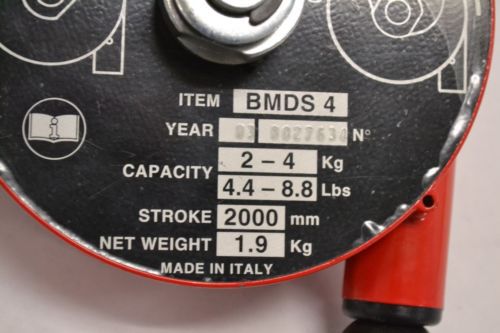 ITEM BMDS 4
YEAR 03 N°
CAPACITY 2 – 4 Kg
4.4 – 8.8 Lbs
STROKE 2000 mm
NET WEIGHT 1.9 Kg
MADE IN ITALY
i